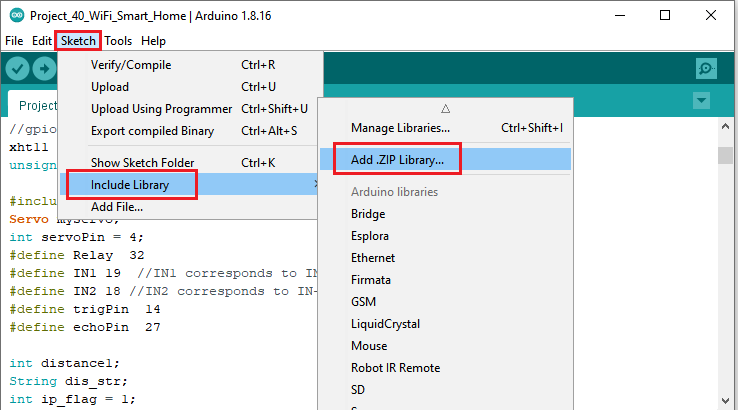 Project_40_WiFi_Smart_Home | Arduino 1.8.16
File Edit Sketch Tools Help
Verify/Compile Ctrl+R
Upload Ctrl+U
Upload Using Programmer Ctrl+Shift+U
Export compiled Binary Ctrl+Alt+S
Show Sketch Folder Ctrl+K
Include Library
Add File...
Manage Libraries... Ctrl+Shift+I
Add .ZIP Library...
Arduino libraries
Bridge
Esplora
Ethernet
Firmata
GSM
LiquidCrystal
Mouse
Robot IR Remote
SD
Project
//gpio
xht11
unsign
#inclu
Servo myservo;
int servoPin = 4;
#define Relay 32
#define IN1 19 //IN1 corresponds to IN
#define IN2 18 //IN2 corresponds to IN-
#define trigPin 14
#define echoPin 27
int distance1;
String dis_str;
int ip_flag = 1;